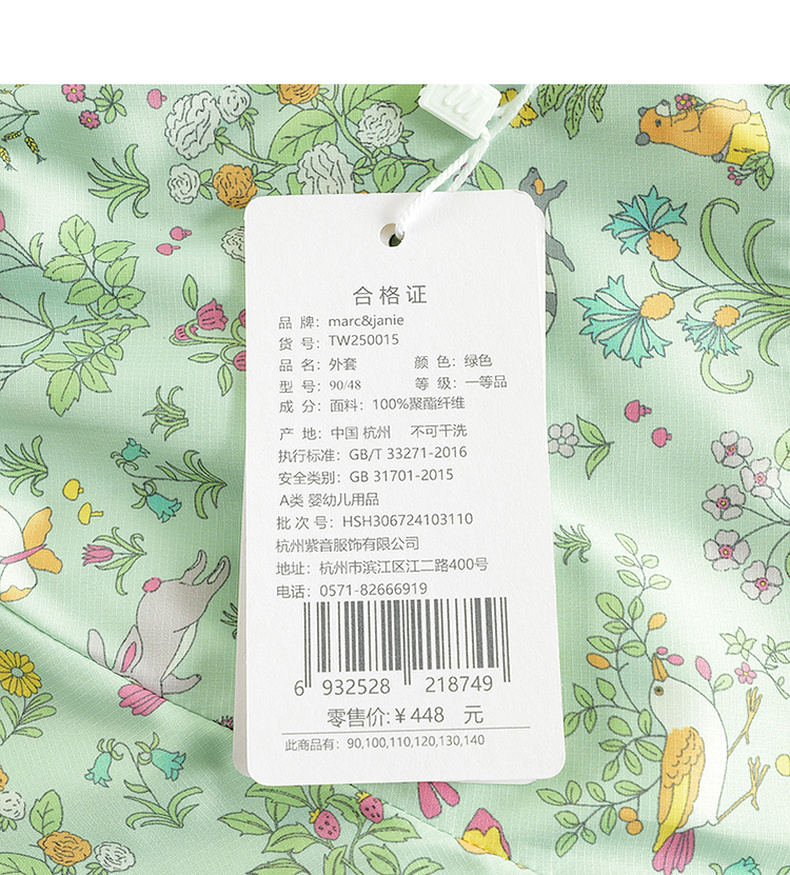 合格证
品 牌：marc&janie
货 号：TW250015
品 名：外套 颜 色：绿色
型 号：90/48 等 级：一等品
成 分：面料：100%聚酯纤维
产 地：中国 杭州 不可干洗
执行标准：GB/T 33271-2016
安全类别：GB 31701-2015
A类 婴幼儿用品
批 次 号：HSH306724103110
杭州紫音服饰有限公司
地址：杭州市滨江区江二路400号
电话：0571-82666919
6 932528 218749
零售价:￥448 元
此商品有：90,100,110,120,130,140